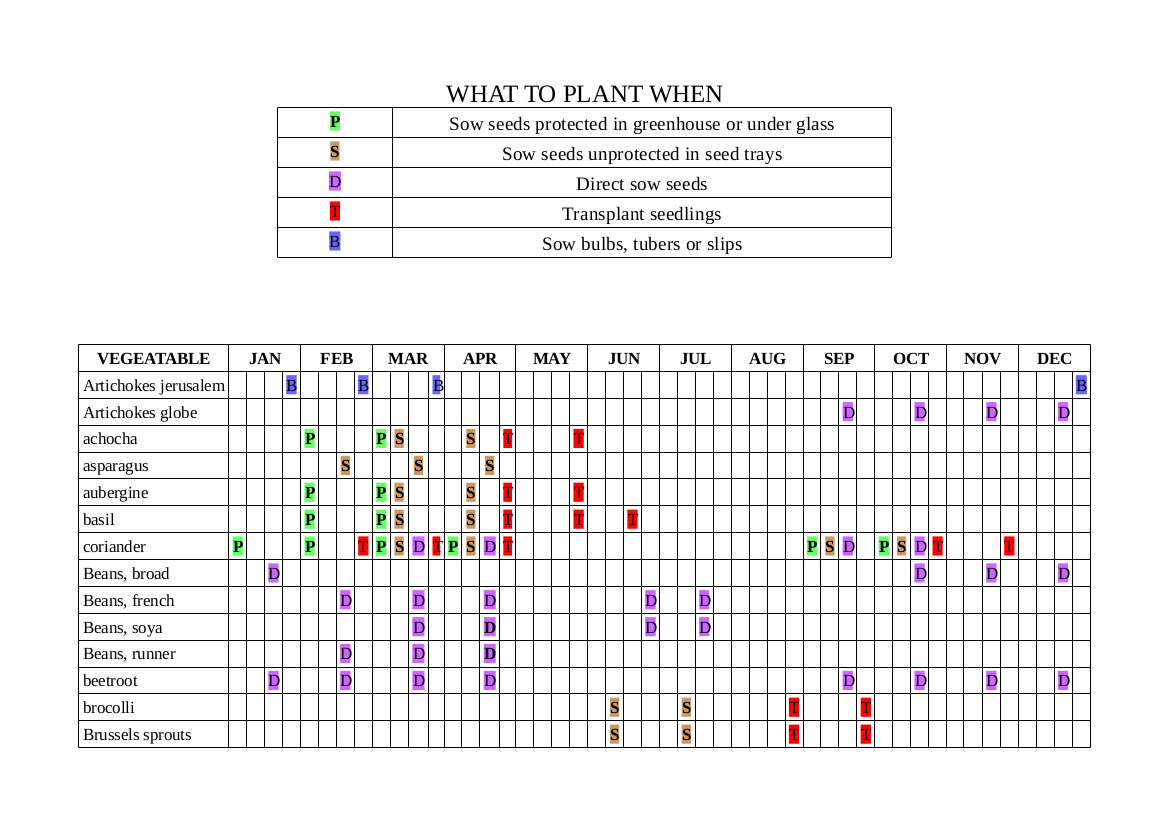 WHAT TO PLANT WHEN
P Sow seeds protected in greenhouse or under glass
S Sow seeds unprotected in seed trays
D Direct sow seeds
T Transplant seedlings
B Sow bulbs, tubers or slips
VEGEATABLE JAN FEB MAR APR MAY JUN JUL AUG SEP OCT NOV DEC
Artichokes jerusalem B B B B
Artichokes globe D D D D
achocha P P S S T T
asparagus S S S
aubergine P P S S T T
basil P P S S T T T
coriander P P T P S D T P S D T P S D P S D T T
Beans, broad D D D D
Beans, french D D D D D
Beans, soya D D D D
Beans, runner D D D
beetroot D D D D D D D D
brocolli S S T T
Brussels sprouts S S T T